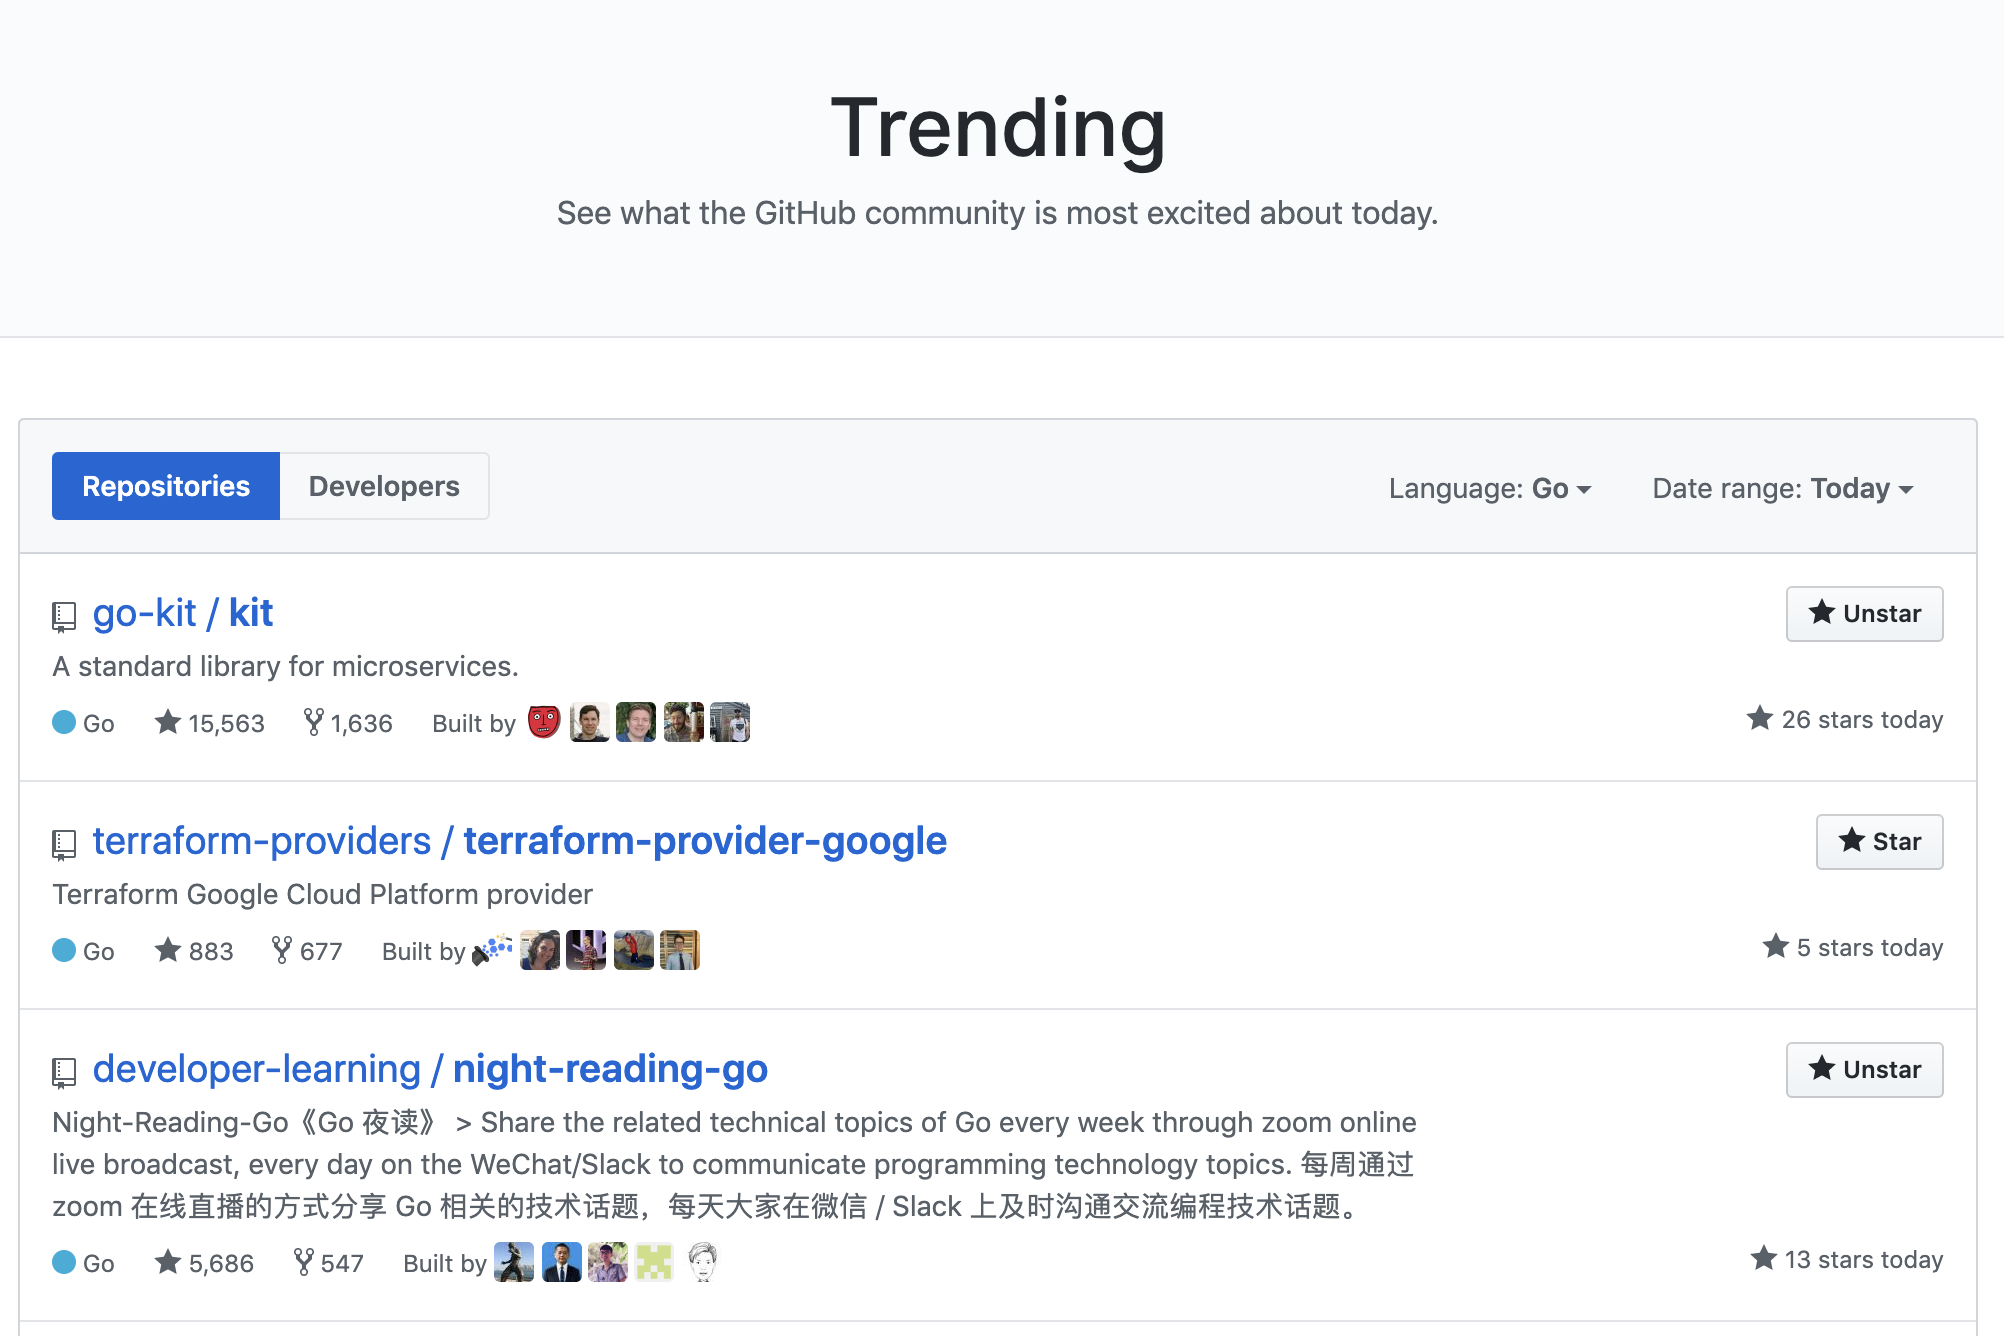 Trending
See what the GitHub community is most excited about today.
Repositories
Developers
Language: Go
Date range: Today
go-kit / kit
Unstar
A standard library for microservices.
Go 15,563 1,636 Built by
26 stars today
terraform-providers / terraform-provider-google
Star
Terraform Google Cloud Platform provider
Go 883 677 Built by
5 stars today
developer-learning / night-reading-go
Unstar
Night-Reading-Go《Go 夜读》 > Share the related technical topics of Go every week through zoom online
live broadcast, every day on the WeChat/Slack to communicate programming technology topics. 每周通过
zoom 在线直播的方式分享 Go 相关的技术话题，每天大家在微信 / Slack 上及时沟通交流编程技术话题。
Go 5,686 547 Built by
13 stars today